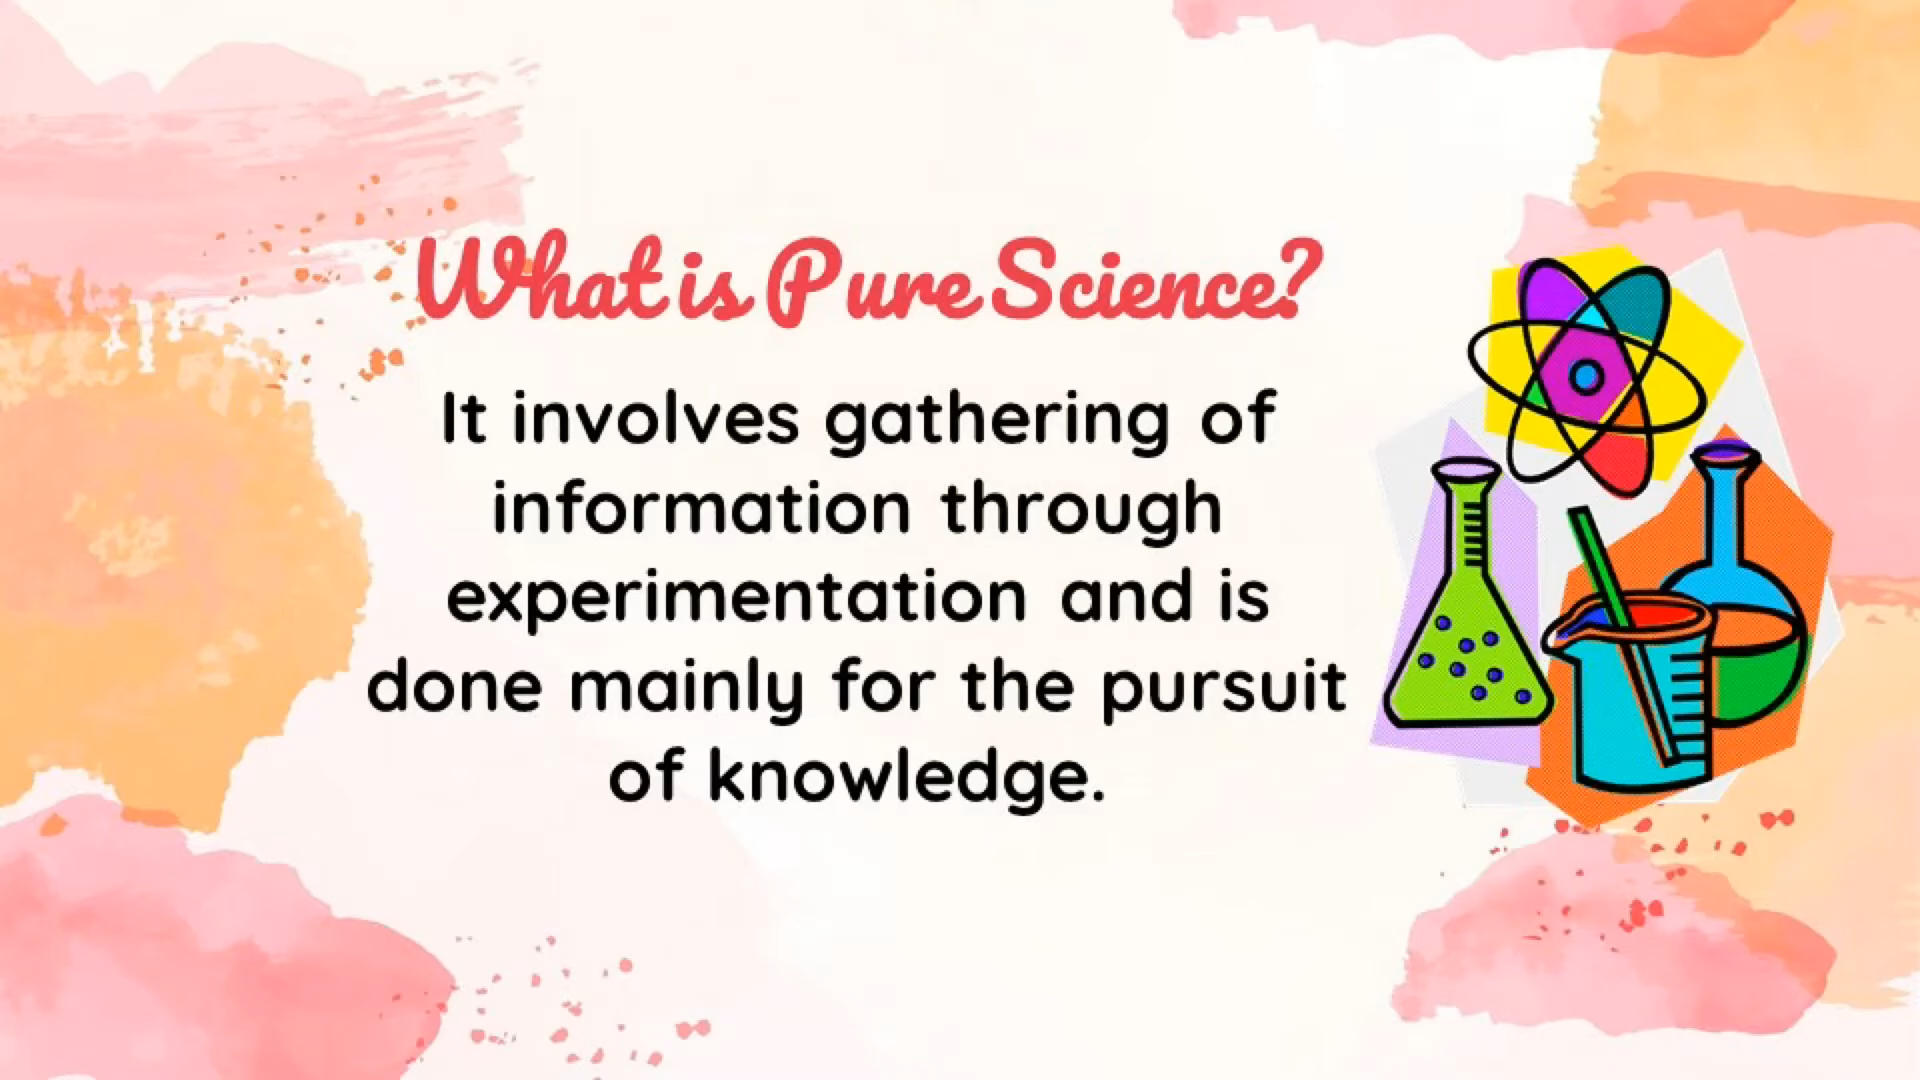 What is Pure Science?
It involves gathering of
information through
experimentation and is
done mainly for the pursuit
of knowledge.